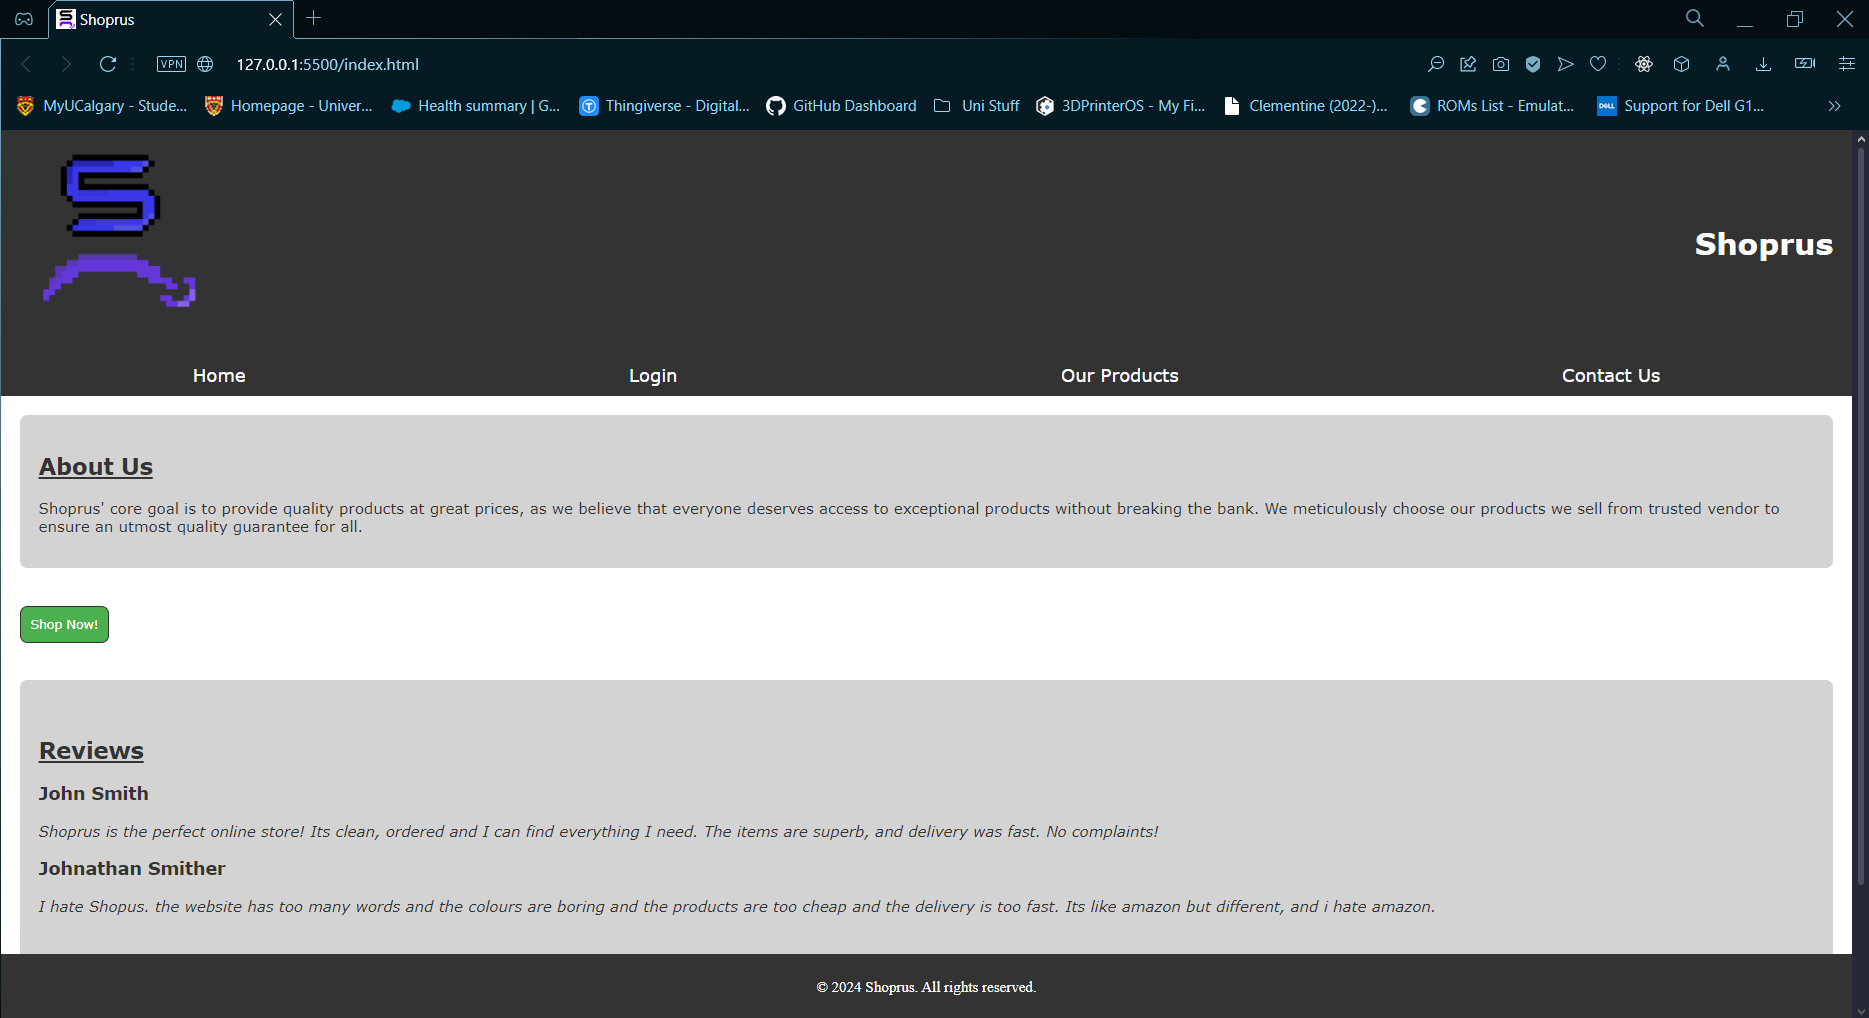 Shoprus
VPN
127.0.0.1:5500/index.html
MyUCalgary - Stude...
Homepage - Univer...
Health summary | G...
Thingiverse - Digital...
GitHub Dashboard
Uni Stuff
3DPrinterOS - My Fi...
Clementine (2022-)...
ROMs List - Emulat...
DELL
Support for Dell G1...
S
Shoprus
Home
Login
Our Products
Contact Us
About Us
Shoprus' core goal is to provide quality products at great prices, as we believe that everyone deserves access to exceptional products without breaking the bank. We meticulously choose our products we sell from trusted vendor to
ensure an utmost quality guarantee for all.
Shop Now!
Reviews
John Smith
Shoprus is the perfect online store! Its clean, ordered and I can find everything I need. The items are superb, and delivery was fast. No complaints!
Johnathan Smither
I hate Shopus. the website has too many words and the colours are boring and the products are too cheap and the delivery is too fast. Its like amazon but different, and i hate amazon.
© 2024 Shoprus. All rights reserved.